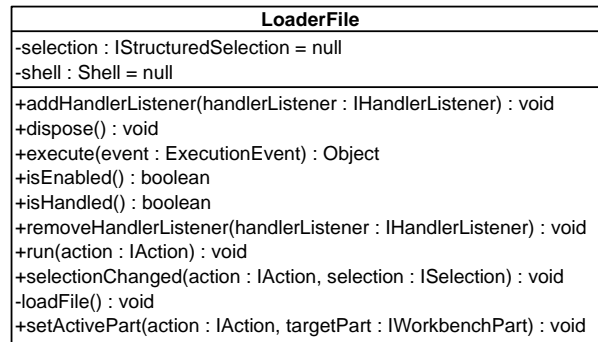 LoaderFile
-selection : IStructuredSelection = null
-shell : Shell = null
+addHandlerListener(handlerListener : IHandlerListener) : void
+dispose() : void
+execute(event : ExecutionEvent) : Object
+isEnabled() : boolean
+isHandled() : boolean
+removeHandlerListener(handlerListener : IHandlerListener) : void
+run(action : IAction) : void
+selectionChanged(action : IAction, selection : ISelection) : void
-loadFile() : void
+setActivePart(action : IAction, targetPart : IWorkbenchPart) : void